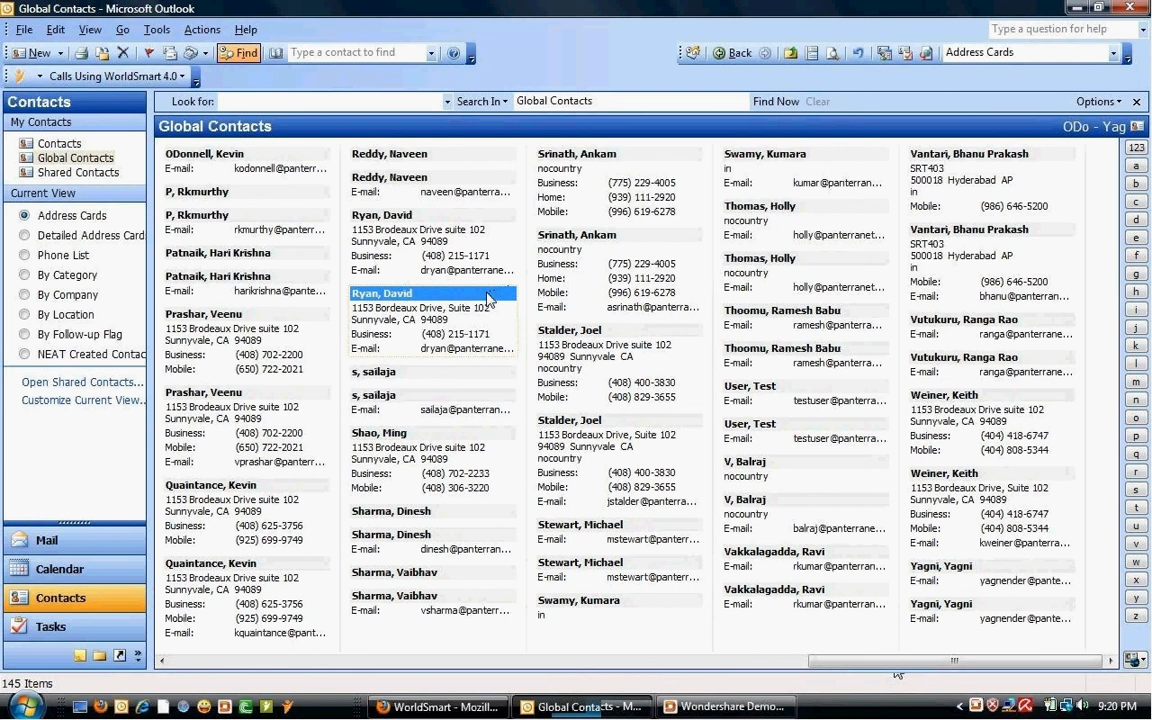 Global Contacts - Microsoft Outlook
File Edit View Go Tools Actions Help
Type a question for help
New Find Type a contact to find Back Address Cards
Calls Using WorldSmart 4.0
Contacts
Look for: Search In Global Contacts Find Now Clear Options
My Contacts
Contacts
Global Contacts
Shared Contacts
Current View
Address Cards
Detailed Address Card
Phone List
By Category
By Company
By Location
By Follow-up Flag
NEAT Created Contac
Open Shared Contacts...
Customize Current View..
Mail
Calendar
Contacts
Tasks
Global Contacts
ODo - Yag
ODonnell, Kevin
E-mail: kodonnell@panterr...
P, Rkmurthy
P, Rkmurthy
E-mail: rkmurthy@panterr...
Patnaik, Hari Krishna
Patnaik, Hari Krishna
E-mail: harikrishna@pante...
Prashar, Veenu
1153 Brodeaux Drive suite 102
Sunnyvale, CA 94089
Business: (408) 702-2200
Mobile: (650) 722-2021
Prashar, Veenu
1153 Brodeaux Drive suite 102
Sunnyvale, CA 94089
Business: (408) 702-2200
Mobile: (650) 722-2021
E-mail: vprashar@panterr...
Quaintance, Kevin
1153 Brodeaux Drive suite 102
Sunnyvale, CA 94089
Business: (408) 625-3756
Mobile: (925) 699-9749
Quaintance, Kevin
1153 Brodeaux Drive suite 102
Sunnyvale, CA 94089
Business: (408) 625-3756
Mobile: (925) 699-9749
E-mail: kquaintance@pant...
Reddy, Naveen
Reddy, Naveen
E-mail: naveen@panterra...
Ryan, David
1153 Brodeaux Drive suite 102
Sunnyvale, CA 94089
Business: (408) 215-1171
E-mail: dryan@panterrane...
Ryan, David
1153 Brodeaux Drive, Suite 102
Sunnyvale, CA 94089
Business: (408) 215-1171
E-mail: dryan@panterrane...
s, sailaja
s, sailaja
E-mail: sailaja@panterran...
Shao, Ming
1153 Brodeaux Drive suite 102
Sunnyvale, CA 94089
Business: (408) 702-2233
Mobile: (408) 306-3220
Sharma, Dinesh
Sharma, Dinesh
E-mail: dinesh@panterran...
Sharma, Vaibhav
Sharma, Vaibhav
E-mail: vsharma@panterr...
Srinath, Ankam
nocountry
Business: (775) 229-4005
Home: (939) 111-2920
Mobile: (996) 619-6278
Srinath, Ankam
nocountry
Business: (775) 229-4005
Home: (939) 111-2920
Mobile: (996) 619-6278
E-mail: asrinath@panterra...
Stalder, Joel
1153 Bordeaux Drive suite 102
94089 Sunnyvale CA
nocountry
Business: (408) 400-3830
Mobile: (408) 829-3655
Stalder, Joel
1153 Bordeaux Drive, Suite 102
94089 Sunnyvale CA
nocountry
Business: (408) 400-3830
Mobile: (408) 829-3655
E-mail: jstalder@panterra...
Stewart, Michael
E-mail: mstewart@panterr...
Stewart, Michael
E-mail: mstewart@panterr...
Swamy, Kumara
in
Swamy, Kumara
in
E-mail: kumar@panterran...
Thomas, Holly
nocountry
E-mail: holly@panterranet...
Thomas, Holly
nocountry
E-mail: holly@panterranet...
Thoomu, Ramesh Babu
E-mail: ramesh@panterra...
Thoomu, Ramesh Babu
E-mail: ramesh@panterra...
User, Test
E-mail: testuser@panterra...
User, Test
E-mail: testuser@panterra...
V, Balraj
nocountry
V, Balraj
nocountry
E-mail: balraj@panterrane...
Vakkalagadda, Ravi
E-mail: rkumar@panterran...
Vakkalagadda, Ravi
E-mail: rkumar@panterran...
Vantari, Bhanu Prakash
SRT403
500018 Hyderabad AP
in
Mobile: (986) 646-5200
Vantari, Bhanu Prakash
SRT403
500018 Hyderabad AP
in
Mobile: (986) 646-5200
E-mail: bhanu@panterran...
Vutukuru, Ranga Rao
E-mail: ranga@panterrane...
Vutukuru, Ranga Rao
E-mail: ranga@panterrane...
Weiner, Keith
1153 Brodeaux Drive, Suite 102
Sunnyvale, CA 94089
Business: (404) 418-6747
Mobile: (404) 808-5344
Weiner, Keith
1153 Brodeaux Drive, Suite 102
Sunnyvale, CA 94089
Business: (404) 418-6747
Mobile: (404) 808-5344
E-mail: kweiner@panterra...
Yagni, Yagni
E-mail: yagnender@pante...
Yagni, Yagni
E-mail: yagnender@pante...
123
a
b
c
d
e
f
g
h
i
j
k
l
m
n
o
p
q
r
s
t
u
v
w
x
y
z
145 Items
WorldSmart - Mozill...
Global Contacts - M...
Wondershare Demo...
9:20 PM